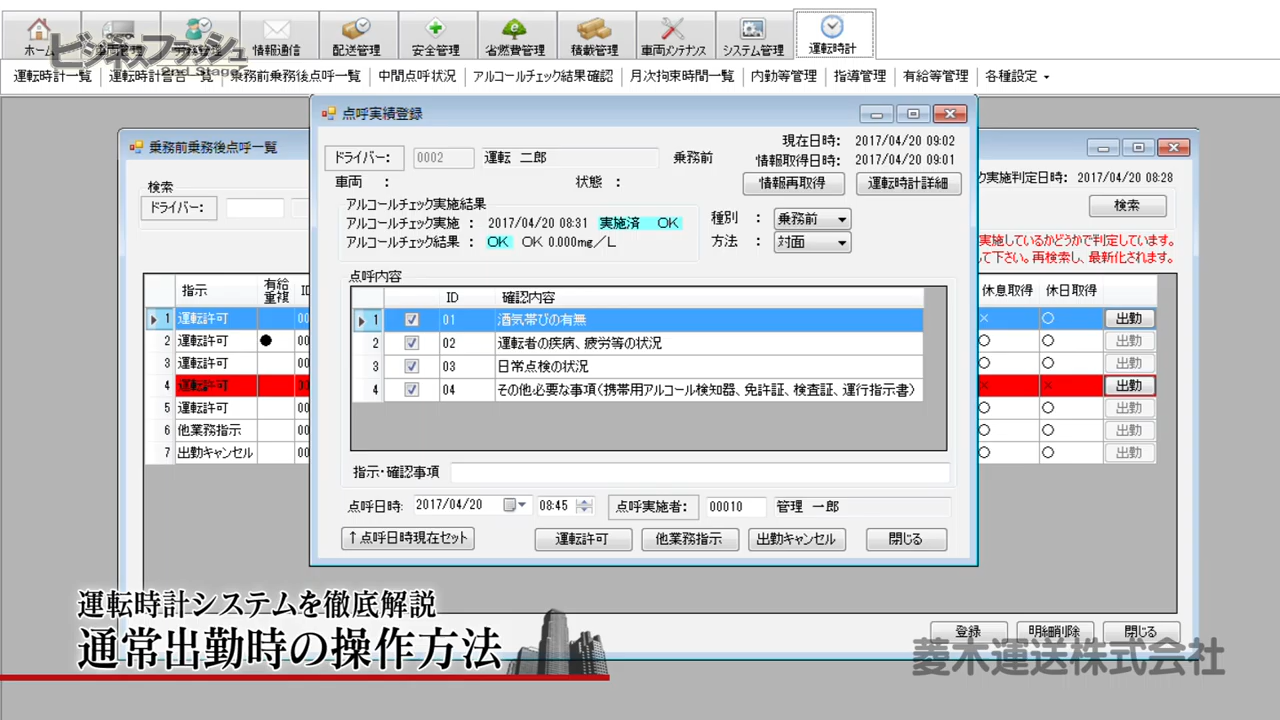 ホーム
情報通信
配送管理
安全管理
省燃費管理
積載管理
車両メンテナンス
システム管理
運転時計
ビジネスフラッシュ
2nd Stage
運転時計一覧
乗務前乗務後点呼一覧
中間点呼状況
アルコールチェック結果確認
月次拘束時間一覧
内勤等管理
指導管理
有給等管理
各種設定
乗務前乗務後点呼一覧
検索
ドライバー:
実施判定日時: 2017/04/20 08:28
検索
実施しているかどうかで判定しています。
て下さい。再検索し、最新化されます。
指示 有給重複 ID 休息取得 休日取得
1 運転許可 00 × ○ 出勤
2 運転許可 ● 00 ○ ○ 出勤
3 運転許可 00 ○ ○ 出勤
4 運転許可 00 × × 出勤
5 運転許可 00 ○ ○ 出勤
6 他業務指示 00 ○ ○ 出勤
7 出勤キャンセル 00 ○ ○ 出勤
点呼実績登録
現在日時: 2017/04/20 09:02
ドライバー: 0002 運転 二郎 乗務前 情報取得日時: 2017/04/20 09:01
車両 : 状態 : 情報再取得 運転時計詳細
アルコールチェック実施結果
アルコールチェック実施 : 2017/04/20 08:31 実施済 OK 種別 : 乗務前
アルコールチェック結果 : OK OK 0.000mg/L 方法 : 対面
点呼内容
ID 確認内容
1 01 酒気帯びの有無
2 02 運転者の疾病、疲労等の状況
3 03 日常点検の状況
4 04 その他必要な事項(携帯用アルコール検知器、免許証、検査証、運行指示書)
指示・確認事項
点呼日時: 2017/04/20 08:45 点呼実施者: 00010 管理 一郎
↑点呼日時現在セット 運転許可 他業務指示 出勤キャンセル 閉じる
登録 明細削除 閉じる
運転時計システムを徹底解説
通常出勤時の操作方法
菱木運送株式会社